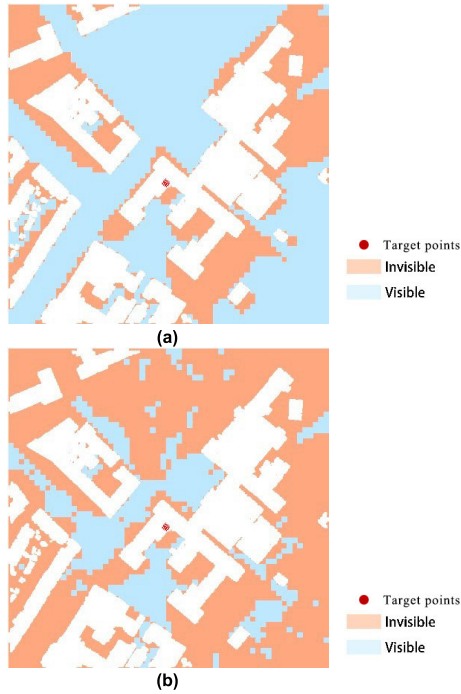 Target points
Invisible
Visible
(a)
Target points
Invisible
Visible
(b)